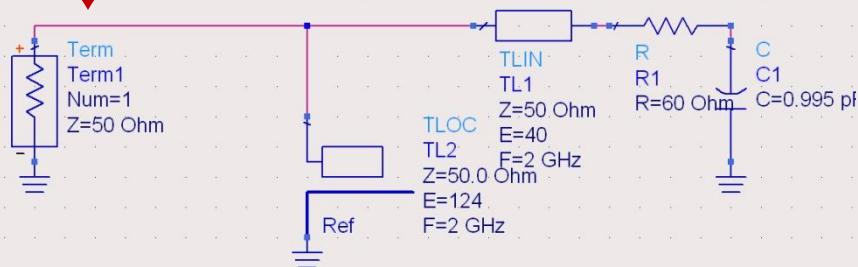 +
Term
Term1
Num=1
Z=50 Ohm
TLOC
TL2
Z=50.0 Ohm
E=124
F=2 GHz
Ref
TLIN
TL1
Z=50 Ohm
E=40
F=2 GHz
R
R1
R=60 Ohm
C
C1
C=0.995 pF